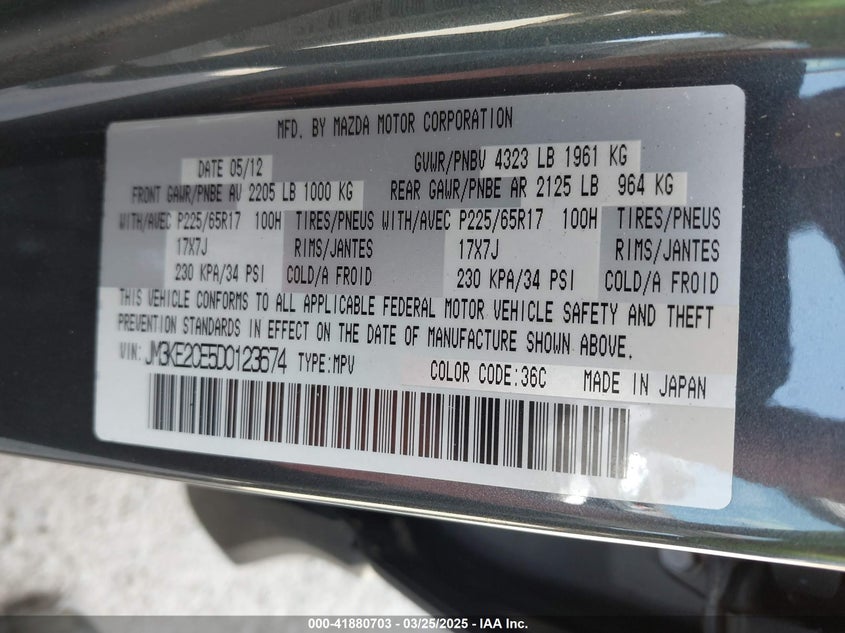 MFD. BY MAZDA MOTOR CORPORATION
DATE 05/12 GVWR/PNBV 4323 LB 1961 KG
FRONT GAWR/PNBE AV 2205 LB 1000 KG REAR GAWR/PNBE AR 2125 LB 964 KG
WITH/AVEC P225/65R17 100H TIRES/PNEUS WITH/AVEC P225/65R17 100H TIRES/PNEUS
17X7J RIMS/JANTES 17X7J RIMS/JANTES
230 KPA/34 PSI COLD/A FROID 230 KPA/34 PSI COLD/A FROID
THIS VEHICLE CONFORMS TO ALL APPLICABLE FEDERAL MOTOR VEHICLE SAFETY AND THEFT
PREVENTION STANDARDS IN EFFECT ON THE DATE OF MANUFACTURE SHOWN ABOVE.
VIN: JM3KE2CE5D0123674 TYPE:MPV COLOR CODE:36C MADE IN JAPAN
000-41880703 - 03/25/2025 - IAA Inc.